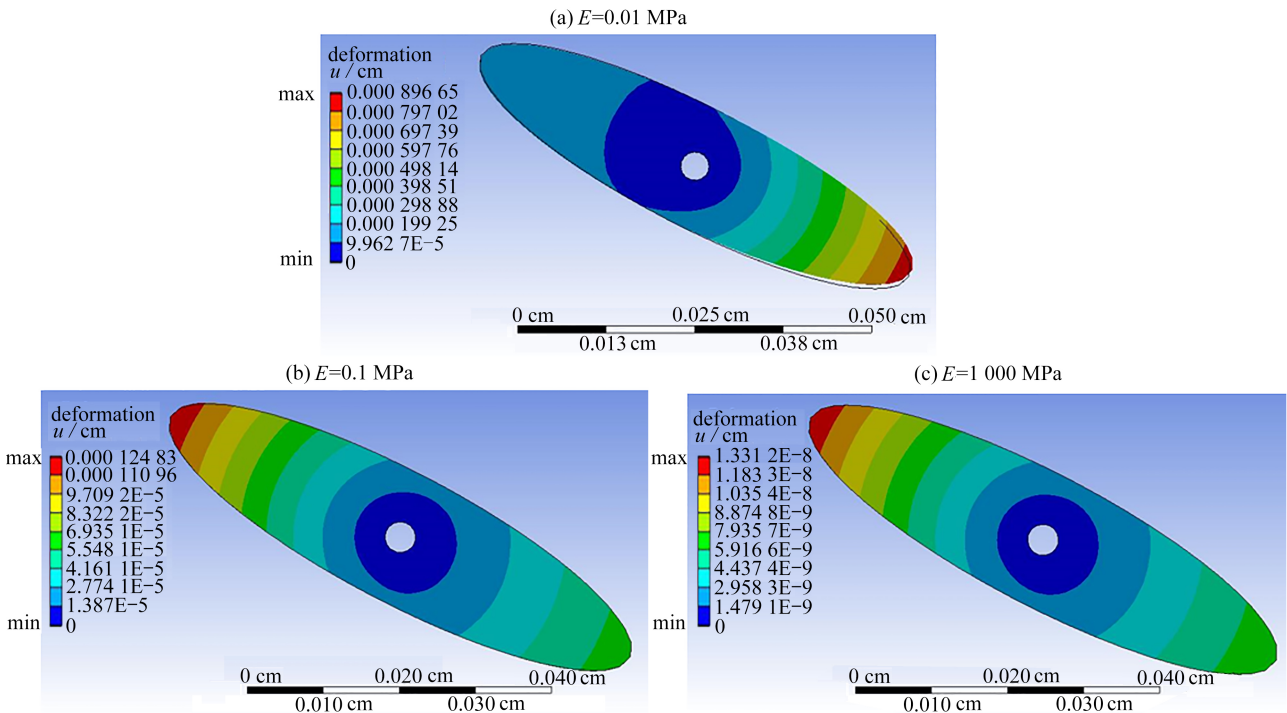 (a) E=0.01 MPa
deformation
u / cm
max
0.000 896 65
0.000 797 02
0.000 697 39
0.000 597 76
0.000 498 14
0.000 398 51
0.000 298 88
0.000 199 25
9.962 7E−5
min
0
0 cm
0.025 cm
0.050 cm
0.013 cm
0.038 cm
(b) E=0.1 MPa
deformation
u / cm
max
0.000 124 83
0.000 110 96
9.709 2E−5
8.322 2E−5
6.935 1E−5
5.548 1E−5
4.161 1E−5
2.774 1E−5
1.387E−5
min
0
0 cm
0.020 cm
0.040 cm
0.010 cm
0.030 cm
(c) E=1 000 MPa
deformation
u / cm
max
1.331 2E−8
1.183 3E−8
1.035 4E−8
8.874 8E−9
7.935 7E−9
5.916 6E−9
4.437 4E−9
2.958 3E−9
1.479 1E−9
min
0
0 cm
0.020 cm
0.040 cm
0.010 cm
0.030 cm